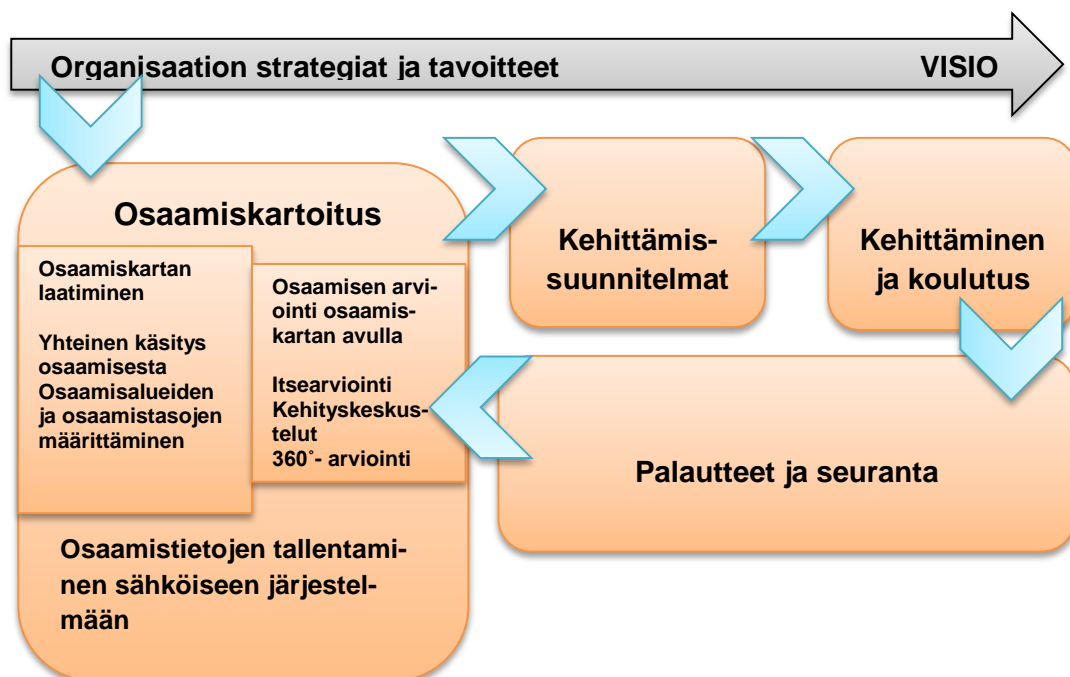 Organisaation strategiat ja tavoitteet VISIO
Osaamiskartoitus
Osaamiskartan
laatiminen
Yhteinen käsitys
osaamisesta
Osaamisalueiden
ja osaamistasojen
määrittäminen
Osaamisen arvi-
ointi osaamis-
kartan avulla
Itsearviointi
Kehityskeskus-
telut
360˚- arviointi
Osaamistietojen tallentami-
nen sähköiseen järjestel-
mään
Kehittämis-
suunnitelmat
Kehittäminen
ja koulutus
Palautteet ja seuranta